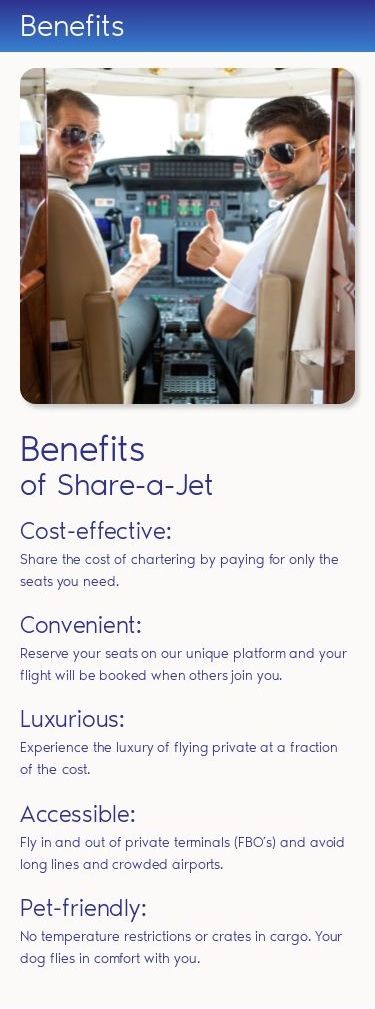 Benefits
Benefits
of Share-a-Jet
Cost-effective:
Share the cost of chartering by paying for only the
seats you need.
Convenient:
Reserve your seats on our unique platform and your
flight will be booked when others join you.
Luxurious:
Experience the luxury of flying private at a fraction
of the cost.
Accessible:
Fly in and out of private terminals (FBO's) and avoid
long lines and crowded airports.
Pet-friendly:
No temperature restrictions or crates in cargo. Your
dog flies in comfort with you.